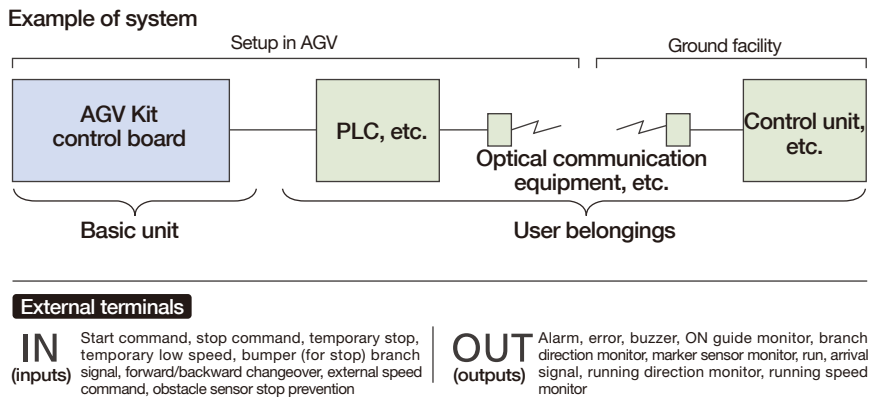 Example of system
Setup in AGV
Ground facility
AGV Kit
control board
PLC, etc.
Optical communication
equipment, etc.
Control unit,
etc.
Basic unit
User belongings
External terminals
IN
(inputs)
Start command, stop command, temporary stop,
temporary low speed, bumper (for stop) branch
signal, forward/backward changeover, external speed
command, obstacle sensor stop prevention
OUT
(outputs)
Alarm, error, buzzer, ON guide monitor, branch
direction monitor, marker sensor monitor, run, arrival
signal, running direction monitor, running speed
monitor